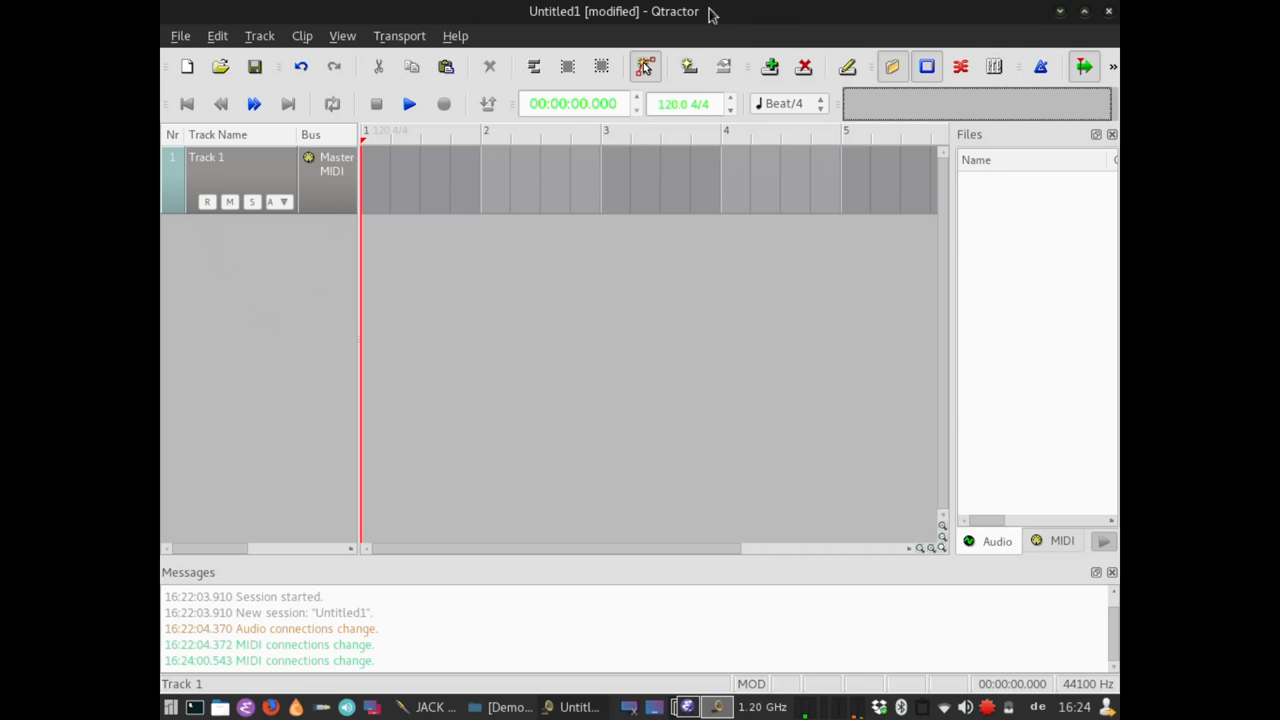 Untitled1 [modified] - Qtractor
File Edit Track Clip View Transport Help
00:00:00.000 120.0 4/4 Beat/4
Nr Track Name Bus
1 120 4/4 2 3 4 5
Files
1 Track 1 Master MIDI
R M S A
Name
Audio MIDI
Messages
16:22:03.910 Session started.
16:22:03.910 New session: "Untitled1".
16:22:04.370 Audio connections change.
16:22:04.372 MIDI connections change.
16:24:00.543 MIDI connections change.
Track 1 MOD 00:00:00.000 44100 Hz
JACK ... [Demo... Untitl... 1.20 GHz de 16:24